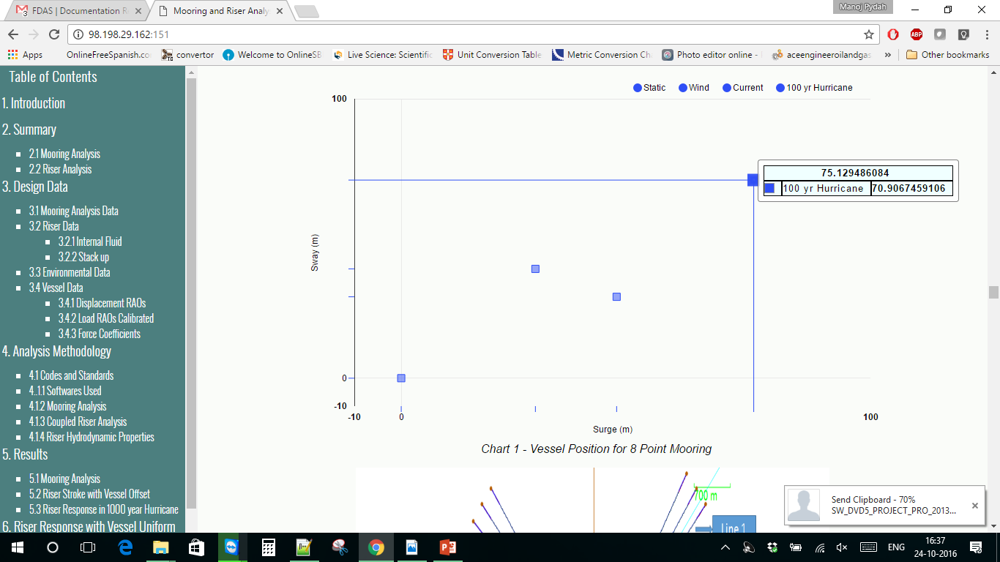 Manoj Pydah
FDAS | Documentation R
Mooring and Riser Analy
98.198.29.162:151
Apps
OnlineFreeSpanish.co
convertor
Welcome to OnlineSB
Live Science: Scientific
Unit Conversion Table
Metric Conversion Ch
Photo editor online -
aceengineeroilandgas
»
Other bookmarks
Table of Contents
1. Introduction
2. Summary
2.1 Mooring Analysis
2.2 Riser Analysis
3. Design Data
3.1 Mooring Analysis Data
3.2 Riser Data
3.2.1 Internal Fluid
3.2.2 Stack up
3.3 Environmental Data
3.4 Vessel Data
3.4.1 Displacement RAOs
3.4.2 Load RAOs Calibrated
3.4.3 Force Coefficients
4. Analysis Methodology
4.1 Codes and Standards
4..1.1 Softwares Used
4.1.2 Mooring Analysis
4.1.3 Coupled Riser Analysis
4.1.4 Riser Hydrodynamic Properties
5. Results
5.1 Mooring Analysis
5.2 Riser Stroke with Vessel Offset
5.3 Riser Response in 1000 year Hurricane
6. Riser Response with Vessel Uniform
Static Wind Current 100 yr Hurricane
100
75.129486084
100 yr Hurricane 70.9067459106
Sway (m)
0
-10
-10 0 100
Surge (m)
Chart 1 - Vessel Position for 8 Point Mooring
700 m
Line 1
Send Clipboard - 70%
SW_DVD5_PROJECT_PRO_2013...
ENG
16:37
24-10-2016